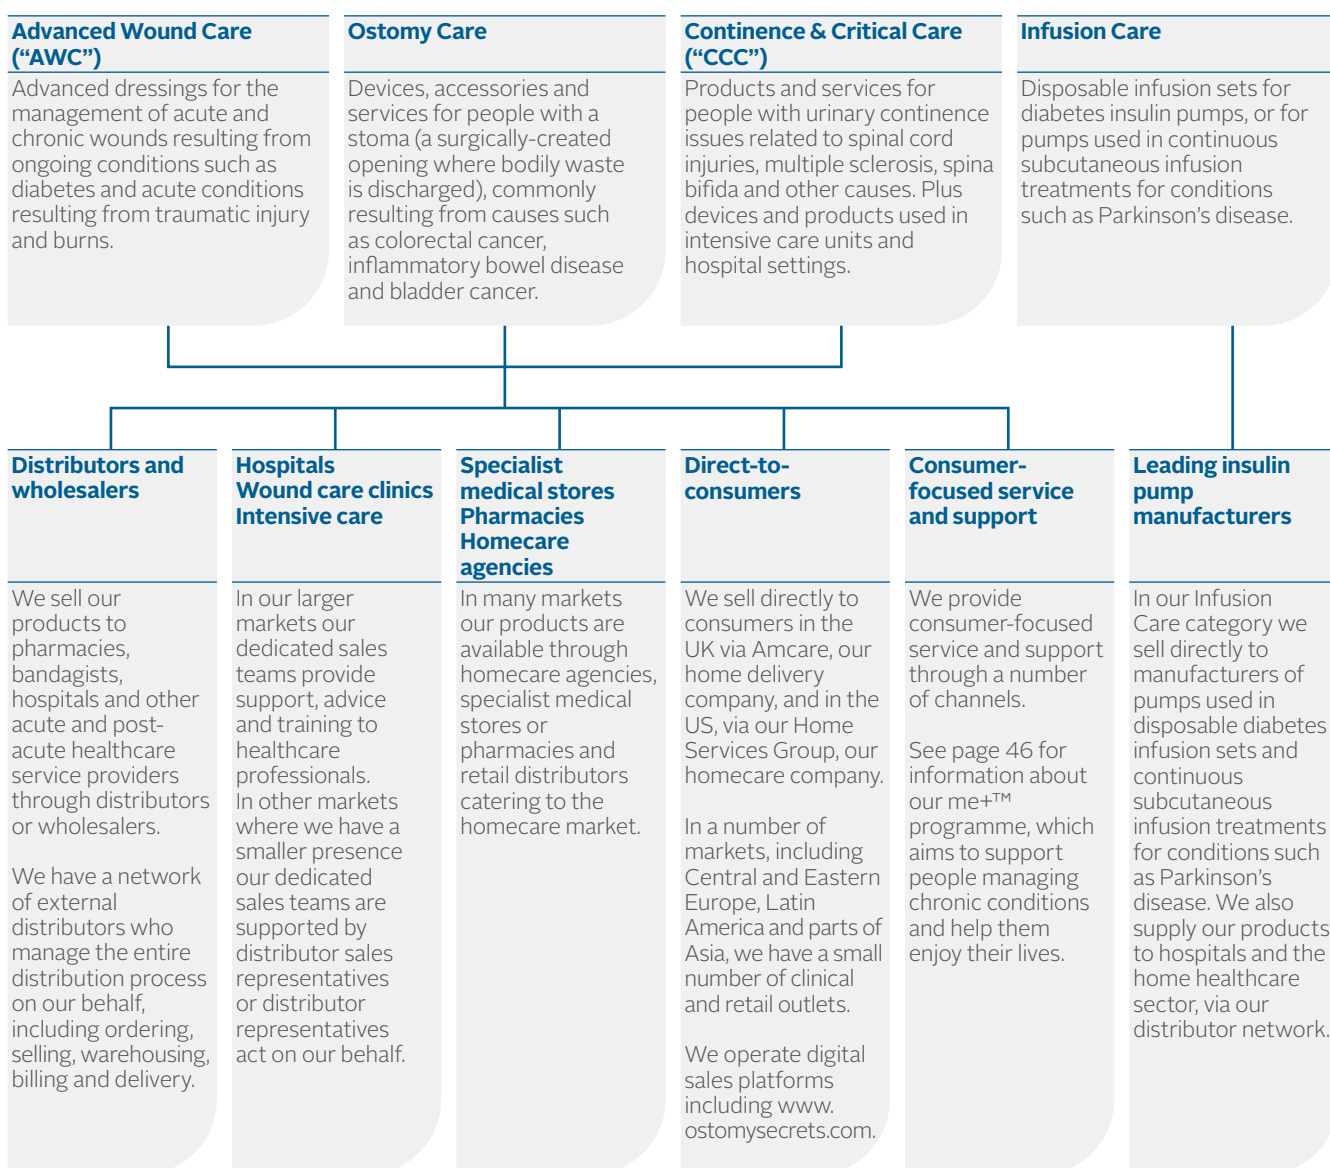 Advanced Wound Care
(“AWC”)
Advanced dressings for the
management of acute and
chronic wounds resulting from
ongoing conditions such as
diabetes and acute conditions
resulting from traumatic injury
and burns.
Ostomy Care
Devices, accessories and
services for people with a
stoma (a surgically-created
opening where bodily waste
is discharged), commonly
resulting from causes such
as colorectal cancer,
inflammatory bowel disease
and bladder cancer.
Continence & Critical Care
(“CCC”)
Products and services for
people with urinary continence
issues related to spinal cord
injuries, multiple sclerosis, spina
bifida and other causes. Plus
devices and products used in
intensive care units and
hospital settings.
Infusion Care
Disposable infusion sets for
diabetes insulin pumps, or for
pumps used in continuous
subcutaneous infusion
treatments for conditions
such as Parkinson’s disease.
Distributors and
wholesalers
We sell our
products to
pharmacies,
bandagists,
hospitals and other
acute and post-
acute healthcare
service providers
through distributors
or wholesalers.
We have a network
of external
distributors who
manage the entire
distribution process
on our behalf,
including ordering,
selling, warehousing,
billing and delivery.
Hospitals
Wound care clinics
Intensive care
In our larger
markets our
dedicated sales
teams provide
support, advice
and training to
healthcare
professionals.
In other markets
where we have a
smaller presence
our dedicated
sales teams are
supported by
distributor sales
representatives
or distributor
representatives
act on our behalf.
Specialist
medical stores
Pharmacies
Homecare
agencies
In many markets
our products are
available through
homecare agencies,
specialist medical
stores or
pharmacies and
retail distributors
catering to the
homecare market.
Direct-to-
consumers
We sell directly to
consumers in the
UK via Amcare, our
home delivery
company, and in the
US, via our Home
Services Group, our
homecare company.
In a number of
markets, including
Central and Eastern
Europe, Latin
America and parts of
Asia, we have a small
number of clinical
and retail outlets.
We operate digital
sales platforms
including www.
ostomysecrets.com.
Consumer-
focused service
and support
We provide
consumer-focused
service and support
through a number
of channels.
See page 46 for
information about
our me+™
programme, which
aims to support
people managing
chronic conditions
and help them
enjoy their lives.
Leading insulin
pump
manufacturers
In our Infusion
Care category we
sell directly to
manufacturers of
pumps used in
disposable diabetes
infusion sets and
continuous
subcutaneous
infusion treatments
for conditions such
as Parkinson’s
disease. We also
supply our products
to hospitals and the
home healthcare
sector, via our
distributor network.